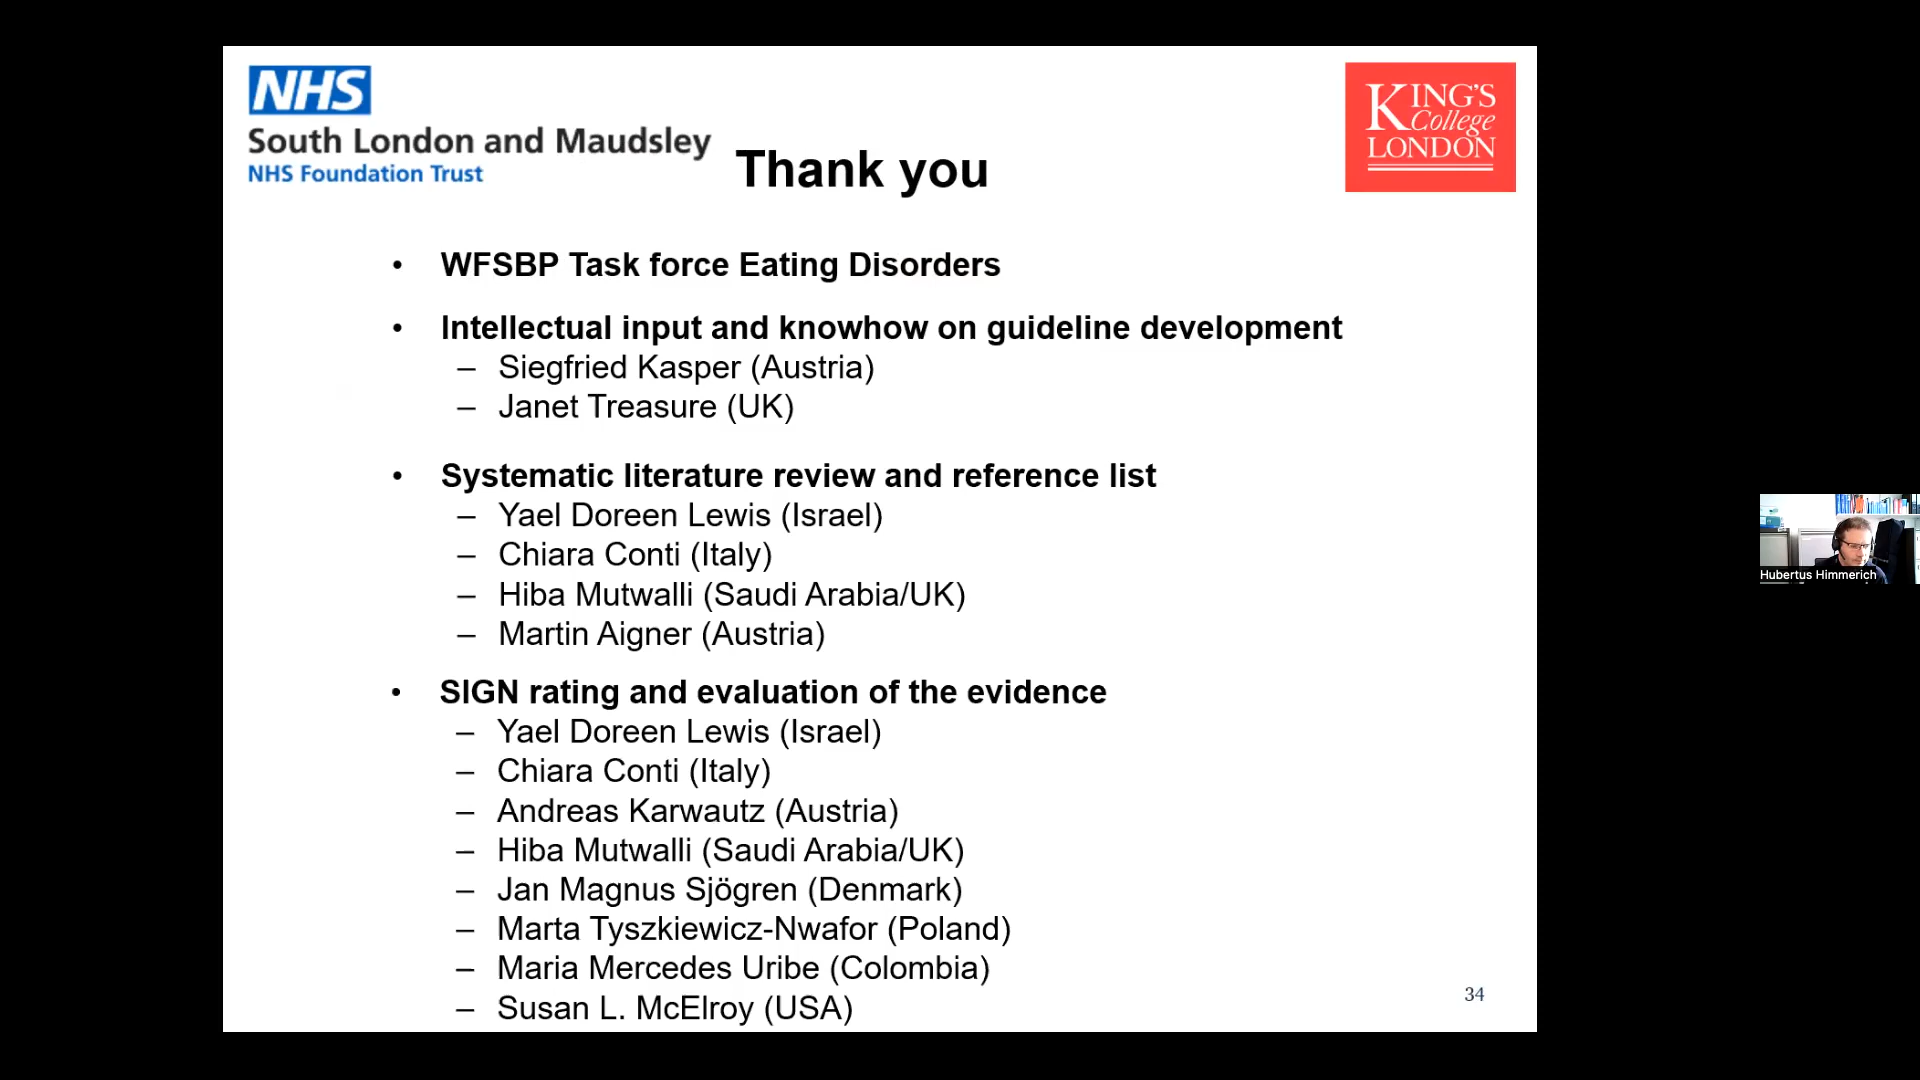 NHS
South London and Maudsley
NHS Foundation Trust
Thank you
KING'S
College
LONDON
• WFSBP Task force Eating Disorders
• Intellectual input and knowhow on guideline development
– Siegfried Kasper (Austria)
– Janet Treasure (UK)
• Systematic literature review and reference list
– Yael Doreen Lewis (Israel)
– Chiara Conti (Italy)
– Hiba Mutwalli (Saudi Arabia/UK)
– Martin Aigner (Austria)
• SIGN rating and evaluation of the evidence
– Yael Doreen Lewis (Israel)
– Chiara Conti (Italy)
– Andreas Karwautz (Austria)
– Hiba Mutwalli (Saudi Arabia/UK)
– Jan Magnus Sjögren (Denmark)
– Marta Tyszkiewicz-Nwafor (Poland)
– Maria Mercedes Uribe (Colombia)
– Susan L. McElroy (USA)
34
Hubertus Himmerich